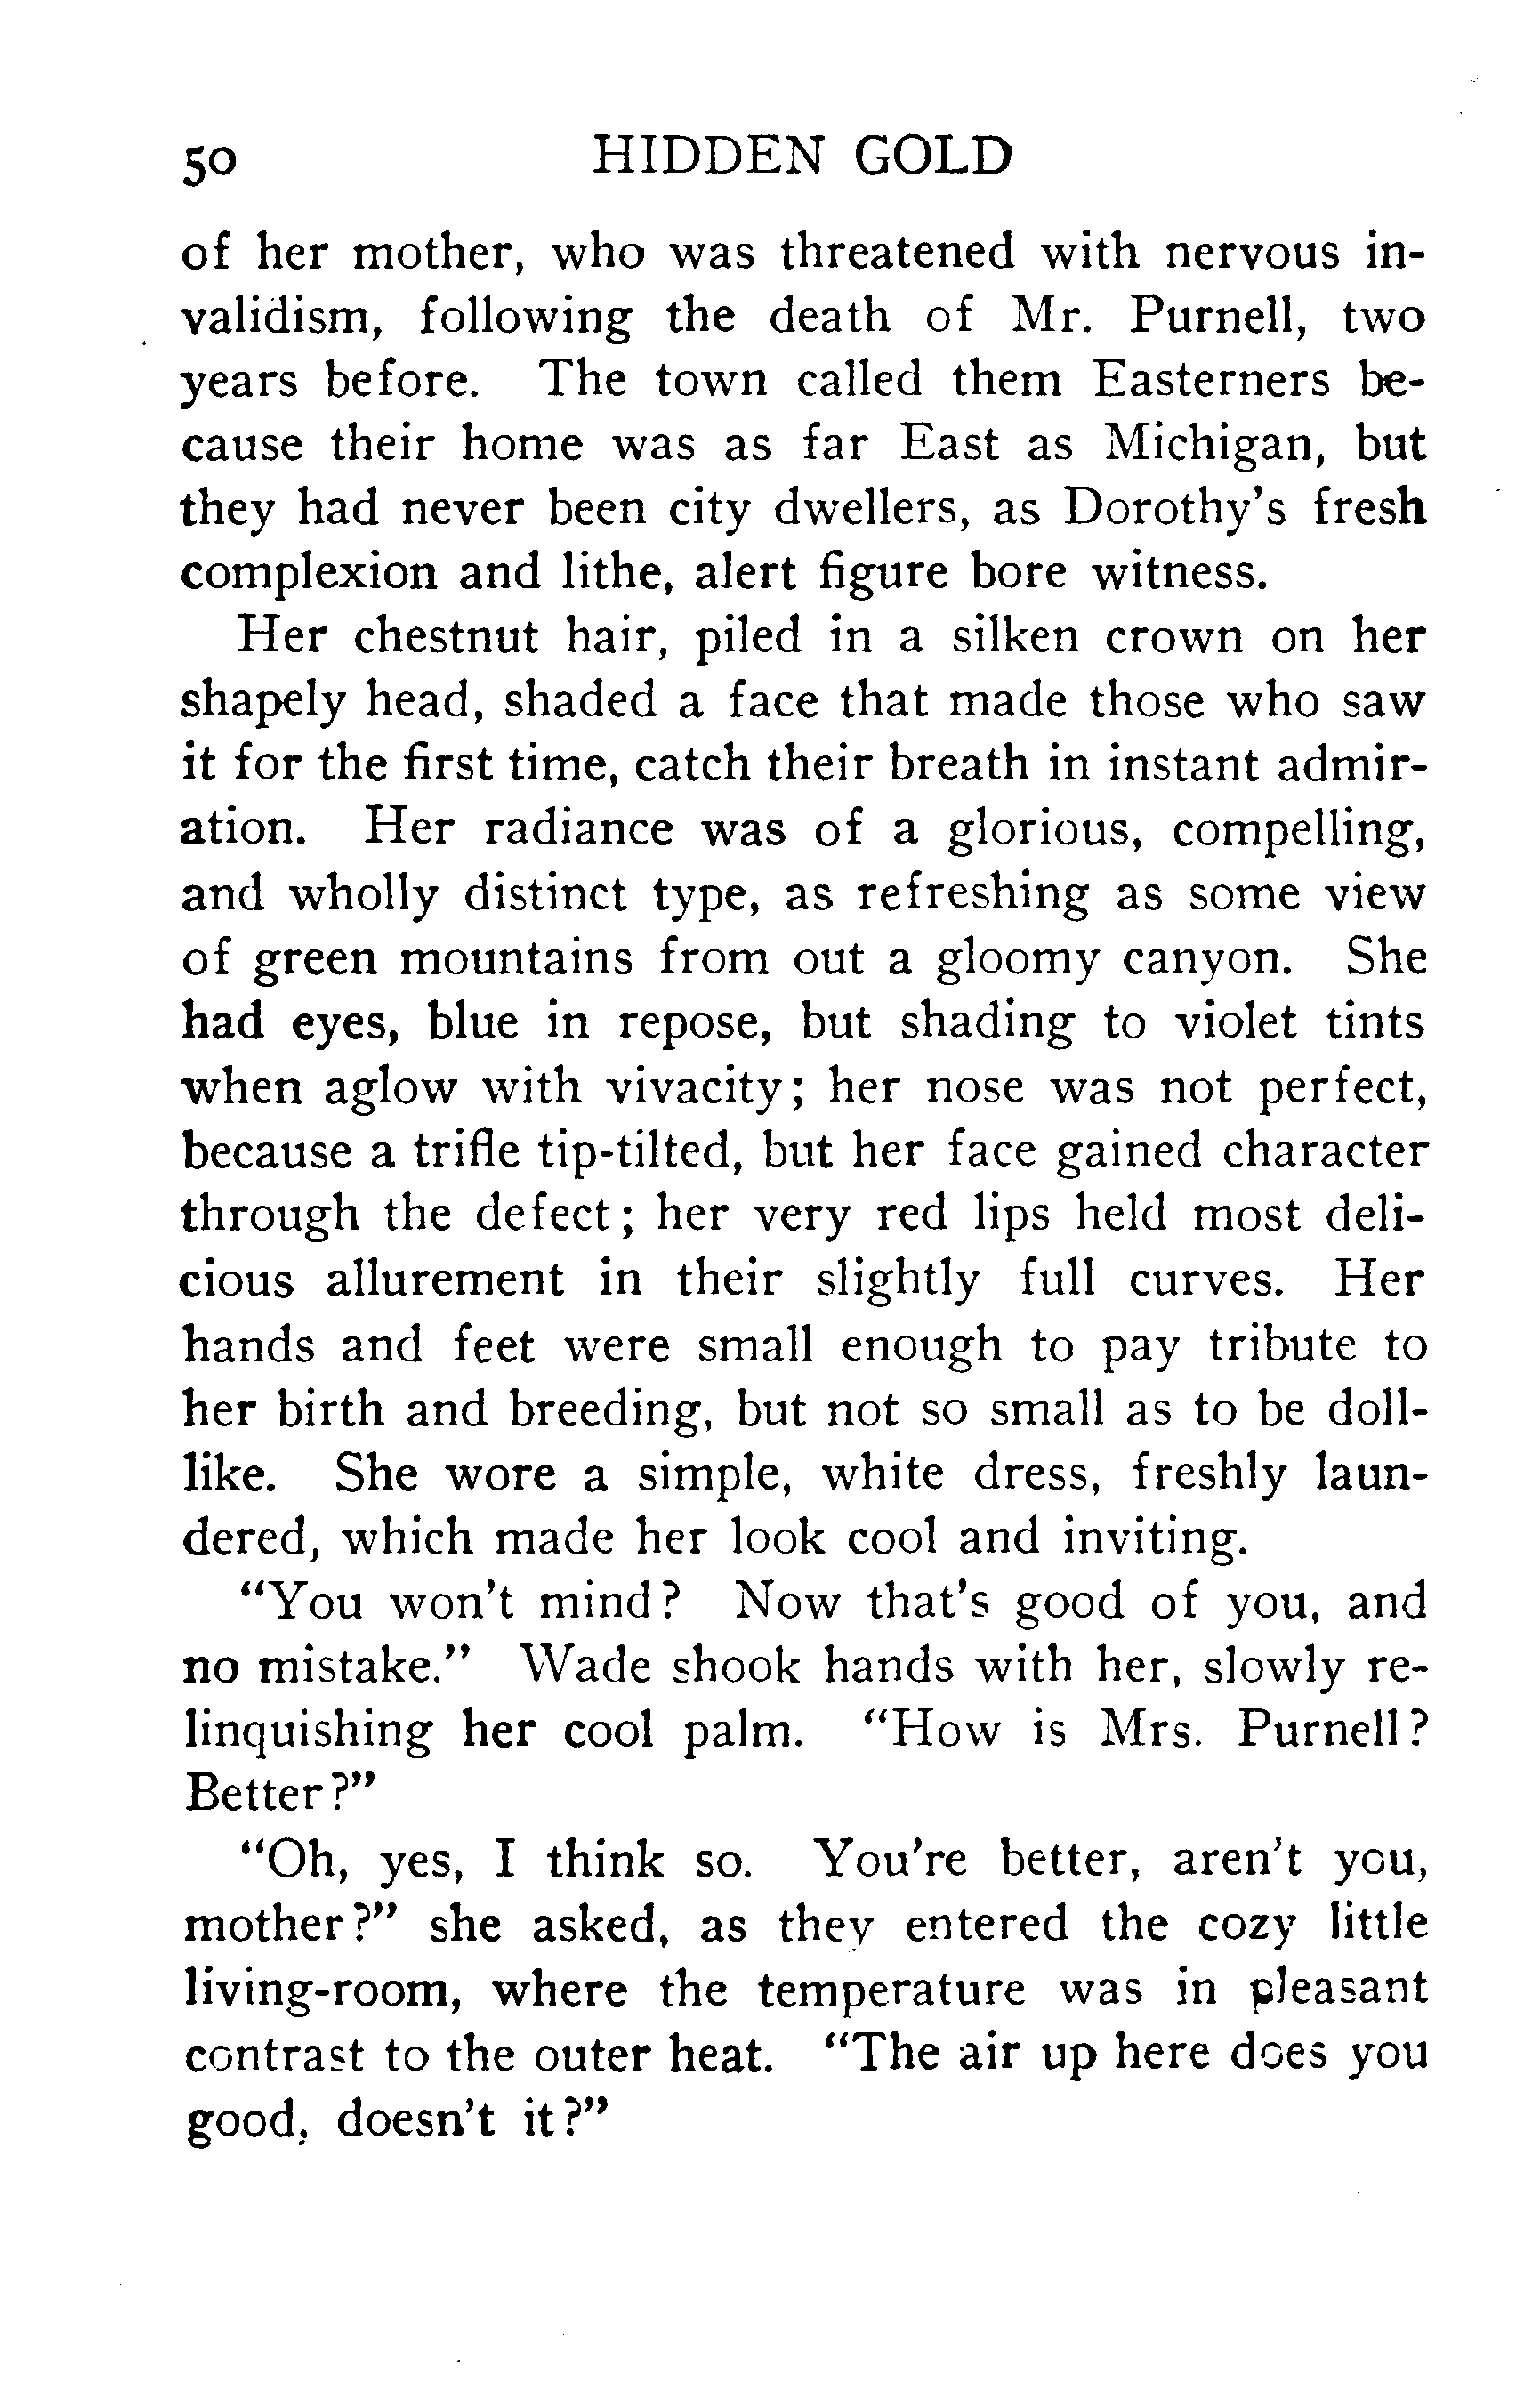 50 HIDDEN GOLD
of her mother, who was threatened with nervous in-
validism, following the death of Mr. Purnell, two
years before. The town called them Easterners be-
cause their home was as far East as Michigan, but
they had never been city dwellers, as Dorothy's fresh
complexion and lithe, alert figure bore witness.
Her chestnut hair, piled in a silken crown on her
shapely head, shaded a face that made those who saw
it for the first time, catch their breath in instant admir-
ation. Her radiance was of a glorious, compelling,
and wholly distinct type, as refreshing as some view
of green mountains from out a gloomy canyon. She
had eyes, blue in repose, but shading to violet tints
when aglow with vivacity; her nose was not perfect,
because a trifle tip-tilted, but her face gained character
through the defect; her very red lips held most deli-
cious allurement in their slightly full curves. Her
hands and feet were small enough to pay tribute to
her birth and breeding, but not so small as to be doll-
like. She wore a simple, white dress, freshly laun-
dered, which made her look cool and inviting.
"You won't mind? Now that's good of you, and
no mistake." Wade shook hands with her, slowly re-
linquishing her cool palm. "How is Mrs. Purnell?
Better?"
"Oh, yes, I think so. You're better, aren't you,
mother?" she asked, as they entered the cozy little
living-room, where the temperature was in pleasant
contrast to the outer heat. "The air up here does you
good, doesn't it?"